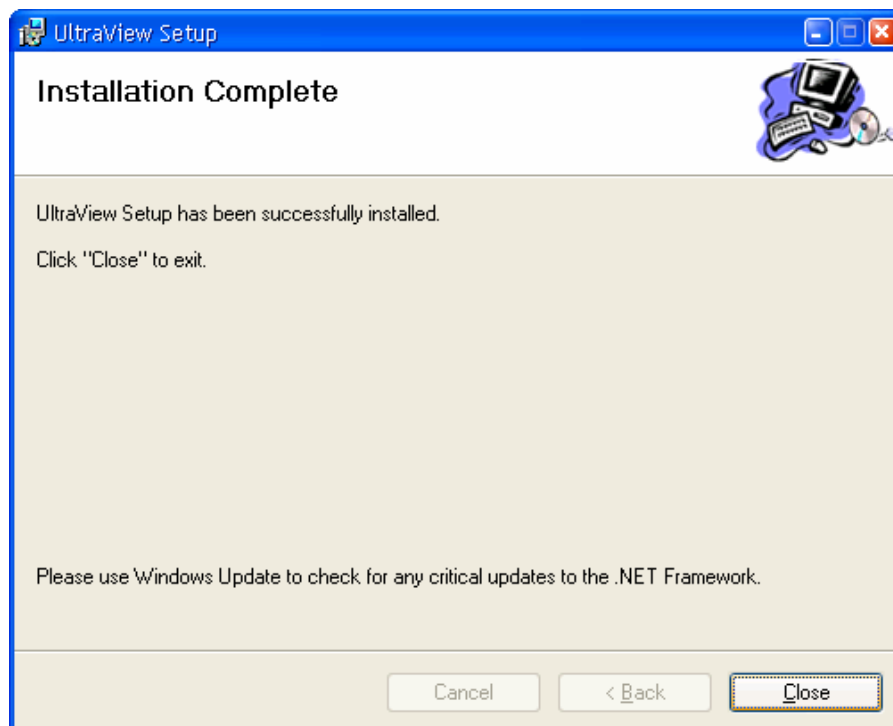 UltraView Setup
Installation Complete
UltraView Setup has been successfully installed.
Click "Close" to exit.
Please use Windows Update to check for any critical updates to the .NET Framework.
Cancel
< Back
Close